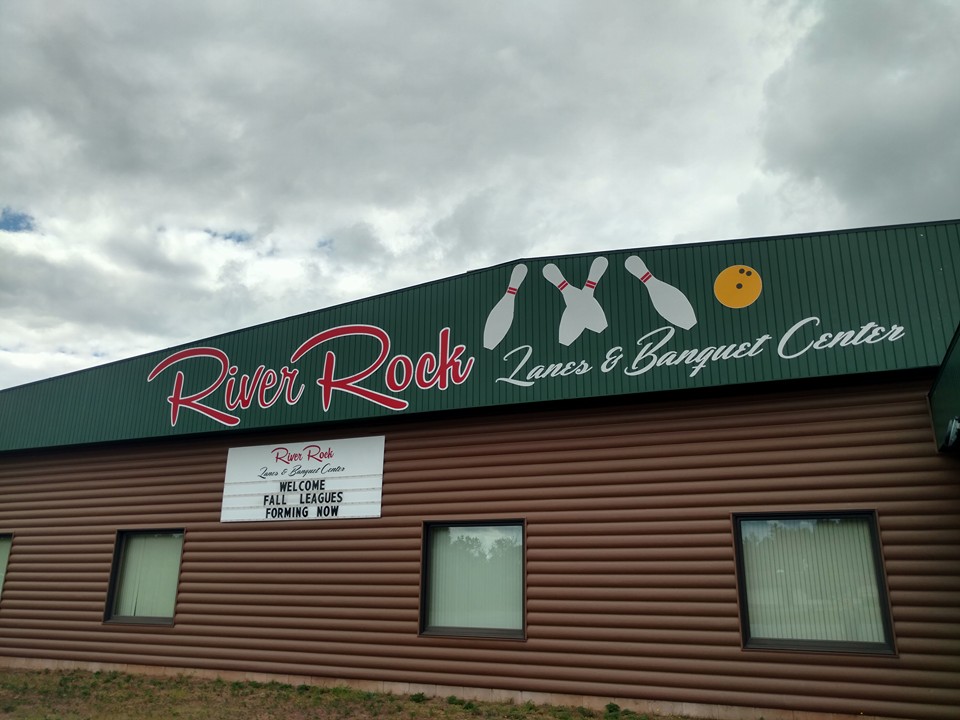 River Rock
Lanes & Banquet Center
River Rock
Lanes & Banquet Center
WELCOME
FALL LEAGUES
FORMING NOW